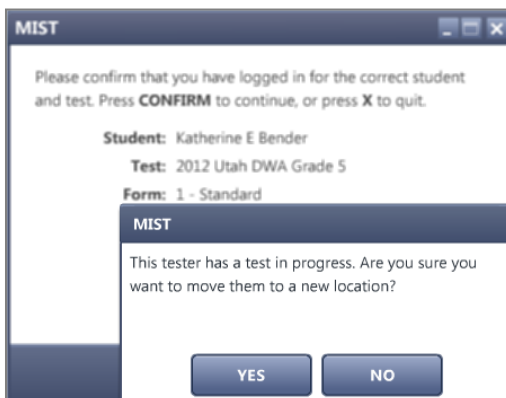 MIST
Please confirm that you have logged in for the correct student
and test. Press CONFIRM to continue, or press X to quit.
Student: Katherine E Bender
Test: 2012 Utah DWA Grade 5
Form: 1 - Standard
MIST
This tester has a test in progress. Are you sure you
want to move them to a new location?
YES NO